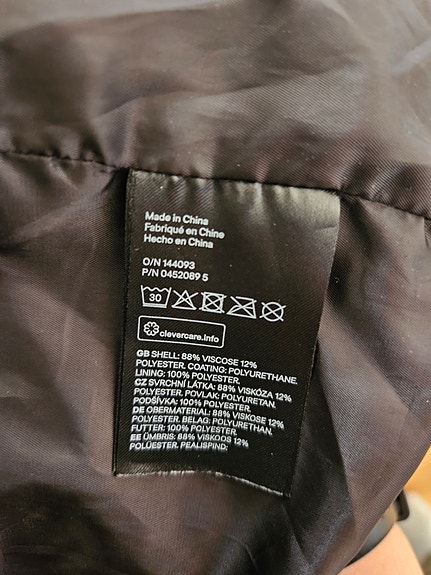 Made in China
Fabriqué en Chine
Hecho en China
O/N 144093
P/N 0452089 5
30
clevercare.info
GB SHELL: 88% VISCOSE 12%
POLYESTER. COATING: POLYURETHANE.
LINING: 100% POLYESTER.
CZ SVRCHNÍ LÁTKA: 88% VISKÓZA 12%
POLYESTER. POVLAK: POLYURETAN.
PODŠÍVKA: 100% POLYESTER.
DE OBERMATERIAL: 88% VISKOSE 12%
POLYESTER. BELAG: POLYURETHAN.
FUTTER: 100% POLYESTER.
EE ÜMBRIS: 88% VISKOOS 12%
POLÜESTER. PEALISPIND: